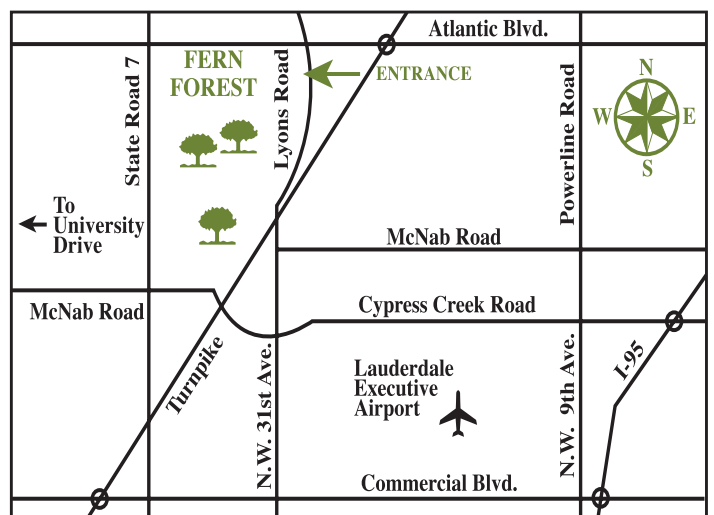 Atlantic Blvd.
FERN
FOREST
ENTRANCE
State Road 7
Lyons Road
Powerline Road
N
W
E
S
To
University
Drive
McNab Road
McNab Road
Cypress Creek Road
Turnpike
N.W. 31st Ave.
Lauderdale
Executive
Airport
N.W. 9th Ave.
I-95
Commercial Blvd.